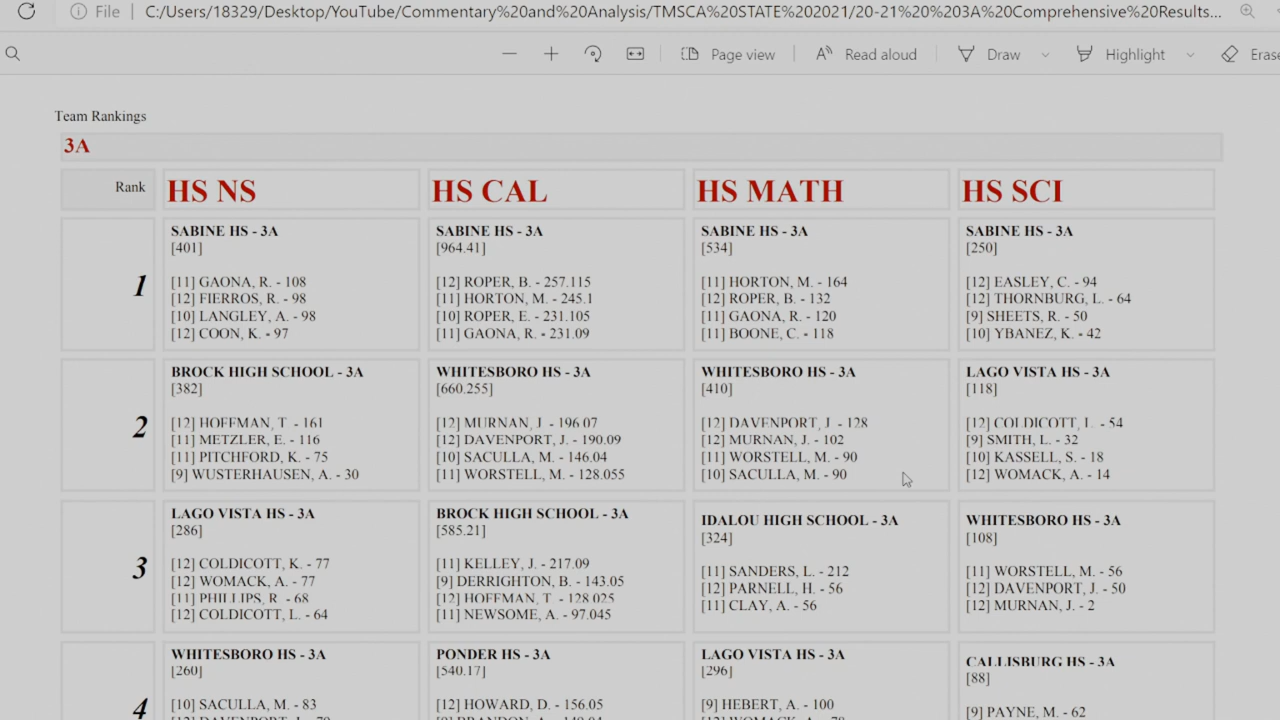 File
C:/Users/18329/Desktop/YouTube/Commentary%20and%20Analysis/TMSCA%20STATE%202021/20-21%20%203A%20Comprehensive%20Results...
Page view
Read aloud
Draw
Highlight
Erase
Team Rankings
3A
Rank
HS NS
HS CAL
HS MATH
HS SCI
1
SABINE HS - 3A
[401]
[11] GAONA, R. - 108
[12] FIERROS, R. - 98
[10] LANGLEY, A. - 98
[12] COON, K. - 97
SABINE HS - 3A
[964.41]
[12] ROPER, B. - 257.115
[11] HORTON, M. - 245.1
[10] ROPER, E. - 231.105
[11] GAONA, R. - 231.09
SABINE HS - 3A
[534]
[11] HORTON, M. - 164
[12] ROPER, B. - 132
[11] GAONA, R. - 120
[11] BOONE, C. - 118
SABINE HS - 3A
[250]
[12] EASLEY, C. - 94
[12] THORNBURG, L. - 64
[9] SHEETS, R. - 50
[10] YBANEZ, K. - 42
2
BROCK HIGH SCHOOL - 3A
[382]
[12] HOFFMAN, T. - 161
[11] METZLER, E. - 116
[11] PITCHFORD, K. - 75
[9] WUSTERHAUSEN, A. - 30
WHITESBORO HS - 3A
[660.255]
[12] MURNAN, J. - 196.07
[12] DAVENPORT, J. - 190.09
[10] SACULLA, M. - 146.04
[11] WORSTELL, M. - 128.055
WHITESBORO HS - 3A
[410]
[12] DAVENPORT, J. - 128
[12] MURNAN, J. - 102
[11] WORSTELL, M. - 90
[10] SACULLA, M. - 90
LAGO VISTA HS - 3A
[118]
[12] COLDICOTT, L. - 54
[9] SMITH, L. - 32
[10] KASSELL, S. - 18
[12] WOMACK, A. - 14
3
LAGO VISTA HS - 3A
[286]
[12] COLDICOTT, K. - 77
[12] WOMACK, A. - 77
[11] PHILLIPS, R. - 68
[12] COLDICOTT, L. - 64
BROCK HIGH SCHOOL - 3A
[585.21]
[11] KELLEY, J. - 217.09
[9] DERRIGHTON, B. - 143.05
[12] HOFFMAN, T. - 128.025
[11] NEWSOME, A. - 97.045
IDALOU HIGH SCHOOL - 3A
[324]
[11] SANDERS, L. - 212
[12] PARNELL, H. - 56
[11] CLAY, A. - 56
WHITESBORO HS - 3A
[108]
[11] WORSTELL, M. - 56
[12] DAVENPORT, J. - 50
[12] MURNAN, J. - 2
4
WHITESBORO HS - 3A
[260]
[10] SACULLA, M. - 83
PONDER HS - 3A
[540.17]
[12] HOWARD, D. - 156.05
LAGO VISTA HS - 3A
[296]
[9] HEBERT, A. - 100
CALLISBURG HS - 3A
[88]
[9] PAYNE, M. - 62